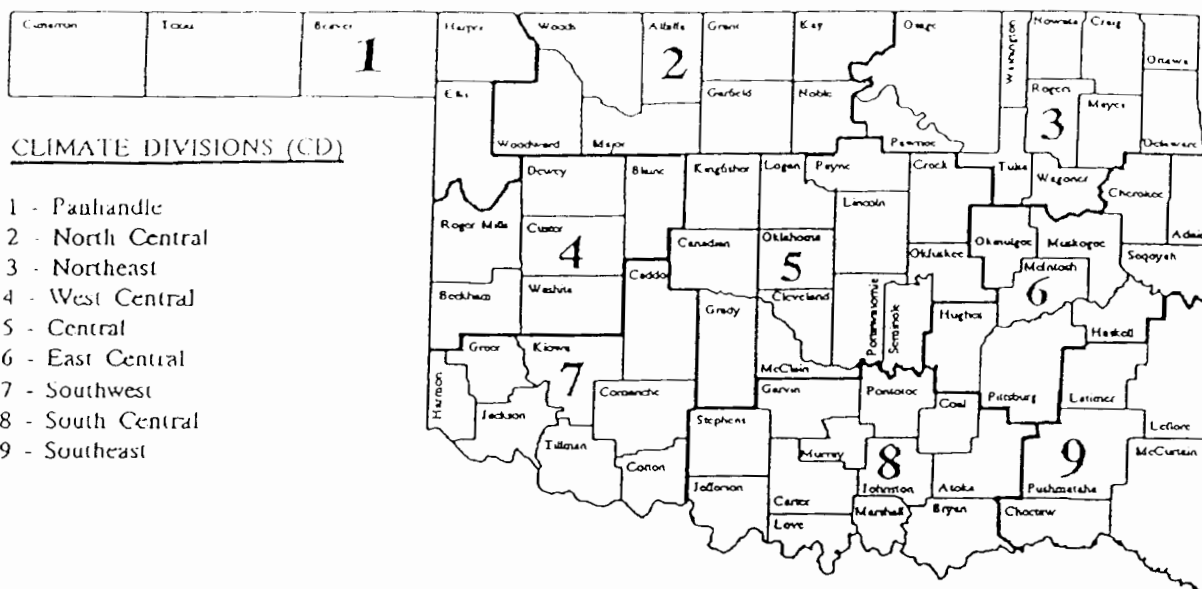 Cimarron Texas Beaver Harper Woods Alfalfa Grant Kay Osage Washington Nowata Craig Ottawa
1
2
Ellis Garfield Noble Rogers Mayes
3
CLIMATE DIVISIONS (CD)
Woodward Major Pawnee Delaware
Dewey Blaine Kingfisher Logan Payne Creek Tulsa Wagoner Cherokee
1 - Panhandle
2 - North Central
3 - Northeast
4 - West Central
5 - Central
6 - East Central
7 - Southwest
8 - South Central
9 - Southeast
Lincoln
Roger Mills Custer Canadian Oklahoma Okmulgee Muskogee Adair
4
5
Okfuskee Sequoyah
Caddo McIntosh
6
Beckham Washita Cleveland Pottawatomie Seminole
Grady Hughes Haskell
Greer Kiowa McClain
7
Harmon Comanche Garvin Pontotoc Coal Pittsburg Latimer
Jackson Stephens Leflore
Tillman Cotton Murray McCurtain
8
9
Jefferson Carter Johnston Atoka Pushmataha
Love Marshall Bryan Choctaw